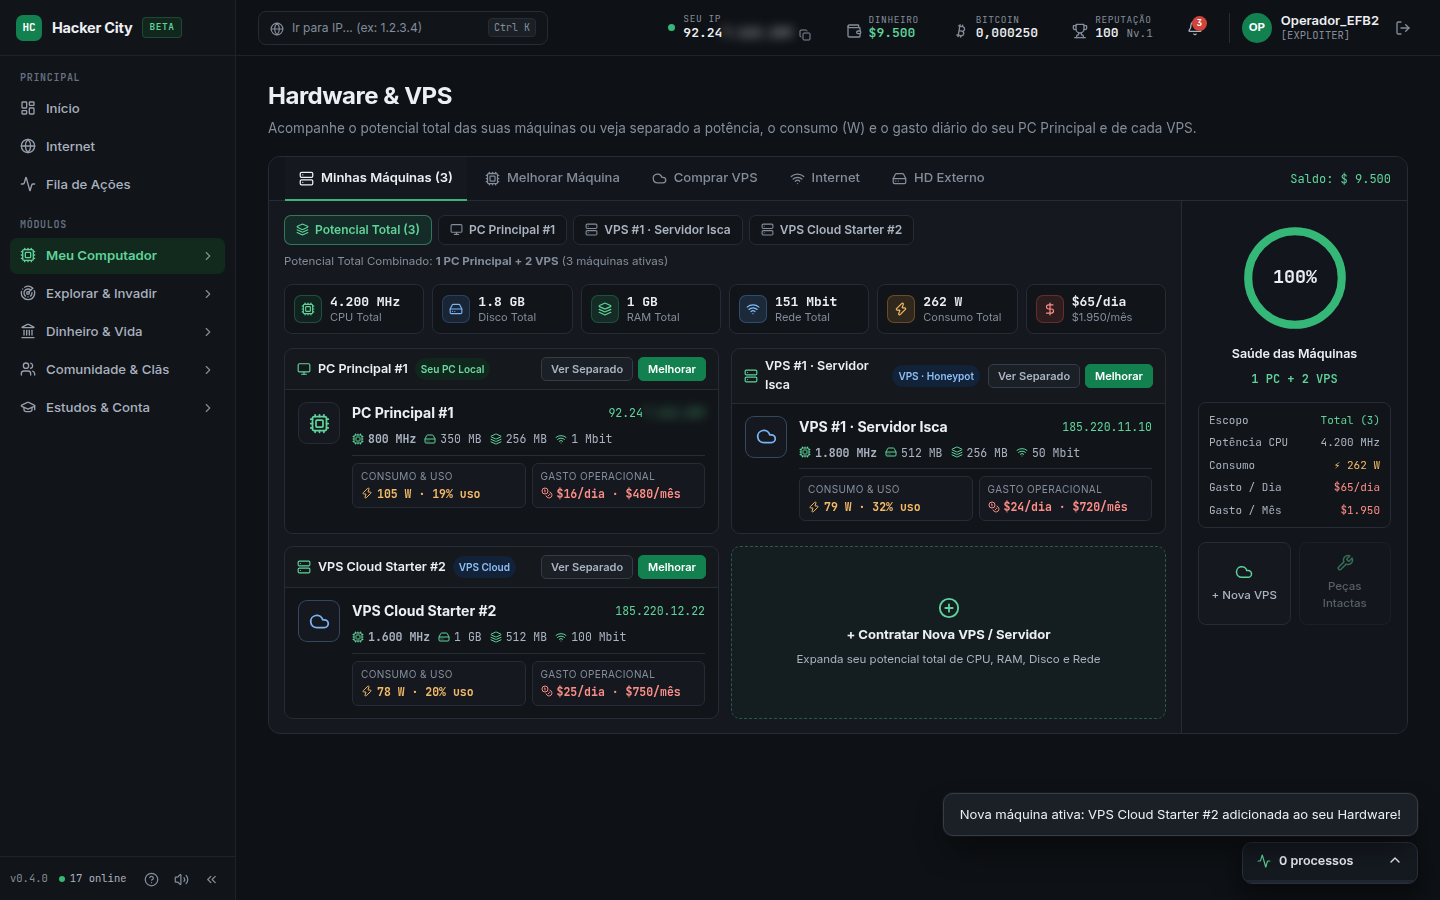 HC Hacker City BETA
Ir para IP... (ex: 1.2.3.4) Ctrl K
SEU IP
92.24
DINHEIRO
$9.500
BITCOIN
0,000250
REPUTAÇÃO
100 Nv.1
3
OP
Operador_EFB2
[EXPLOITER]
PRINCIPAL
Início
Internet
Fila de Ações
MÓDULOS
Meu Computador
Explorar & Invadir
Dinheiro & Vida
Comunidade & Clãs
Estudos & Conta
v0.4.0 17 online
Hardware & VPS
Acompanhe o potencial total das suas máquinas ou veja separado a potência, o consumo (W) e o gasto diário do seu PC Principal e de cada VPS.
Minhas Máquinas (3) Melhorar Máquina Comprar VPS Internet HD Externo Saldo: $ 9.500
Potencial Total (3) PC Principal #1 VPS #1 · Servidor Isca VPS Cloud Starter #2
Potencial Total Combinado: 1 PC Principal + 2 VPS (3 máquinas ativas)
4.200 MHz
CPU Total
1.8 GB
Disco Total
1 GB
RAM Total
151 Mbit
Rede Total
262 W
Consumo Total
$65/dia
$1.950/mês
PC Principal #1 Seu PC Local Ver Separado Melhorar
PC Principal #1 92.24
800 MHz 350 MB 256 MB 1 Mbit
CONSUMO & USO
105 W · 19% uso
GASTO OPERACIONAL
$16/dia · $480/mês
VPS #1 · Servidor
Isca
VPS · Honeypot Ver Separado Melhorar
VPS #1 · Servidor Isca 185.220.11.10
1.800 MHz 512 MB 256 MB 50 Mbit
CONSUMO & USO
79 W · 32% uso
GASTO OPERACIONAL
$24/dia · $720/mês
VPS Cloud Starter #2 VPS Cloud Ver Separado Melhorar
VPS Cloud Starter #2 185.220.12.22
1.600 MHz 1 GB 512 MB 100 Mbit
CONSUMO & USO
78 W · 20% uso
GASTO OPERACIONAL
$25/dia · $750/mês
+ Contratar Nova VPS / Servidor
Expanda seu potencial total de CPU, RAM, Disco e Rede
100%
Saúde das Máquinas
1 PC + 2 VPS
Escopo Total (3)
Potência CPU 4.200 MHz
Consumo ⚡ 262 W
Gasto / Dia $65/dia
Gasto / Mês $1.950
+ Nova VPS
Peças
Intactas
Nova máquina ativa: VPS Cloud Starter #2 adicionada ao seu Hardware!
0 processos